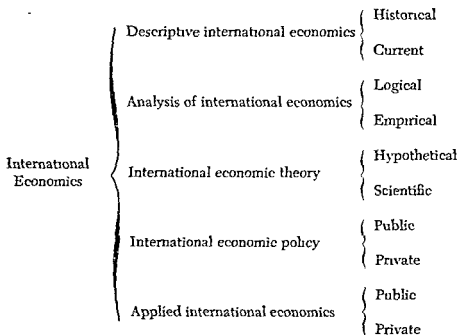 International
Economics
Descriptive international economics
Historical
Current
Analysis of international economics
Logical
Empirical
International economic theory
Hypothetical
Scientific
International economic policy
Public
Private
Applied international economics
Public
Private